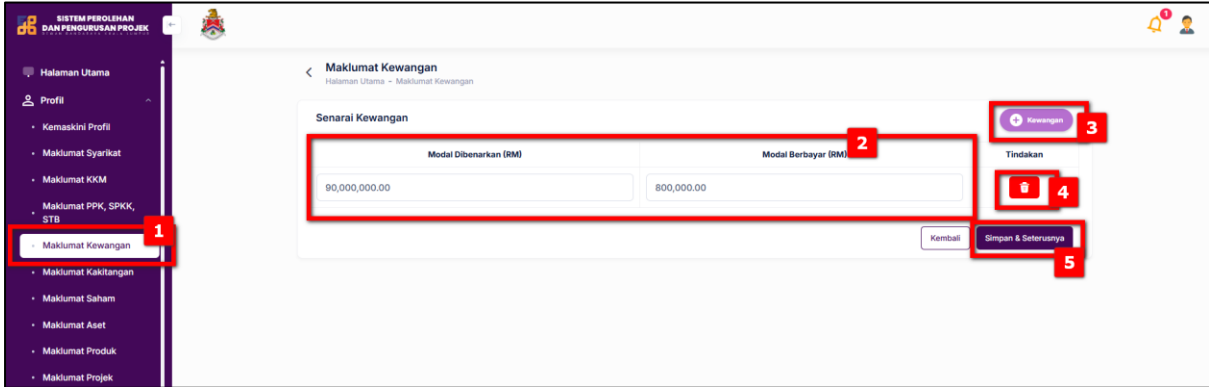 SISTEM PEROLEHAN
DAN PENGURUSAN PROJEK
1
Halaman Utama
Profil
Kemaskini Profil
Maklumat Syarikat
Maklumat KKM
Maklumat PPK, SPKK,
STB
1
Maklumat Kewangan
Maklumat Kakitangan
Maklumat Saham
Maklumat Aset
Maklumat Produk
Maklumat Projek
Maklumat Kewangan
Halaman Utama - Maklumat Kewangan
Senarai Kewangan
Kewangan
3
2
Modal Dibenarkan (RM)
Modal Berbayar (RM)
Tindakan
90,000,000.00
800,000.00
4
Kembali
Simpan & Seterusnya
5